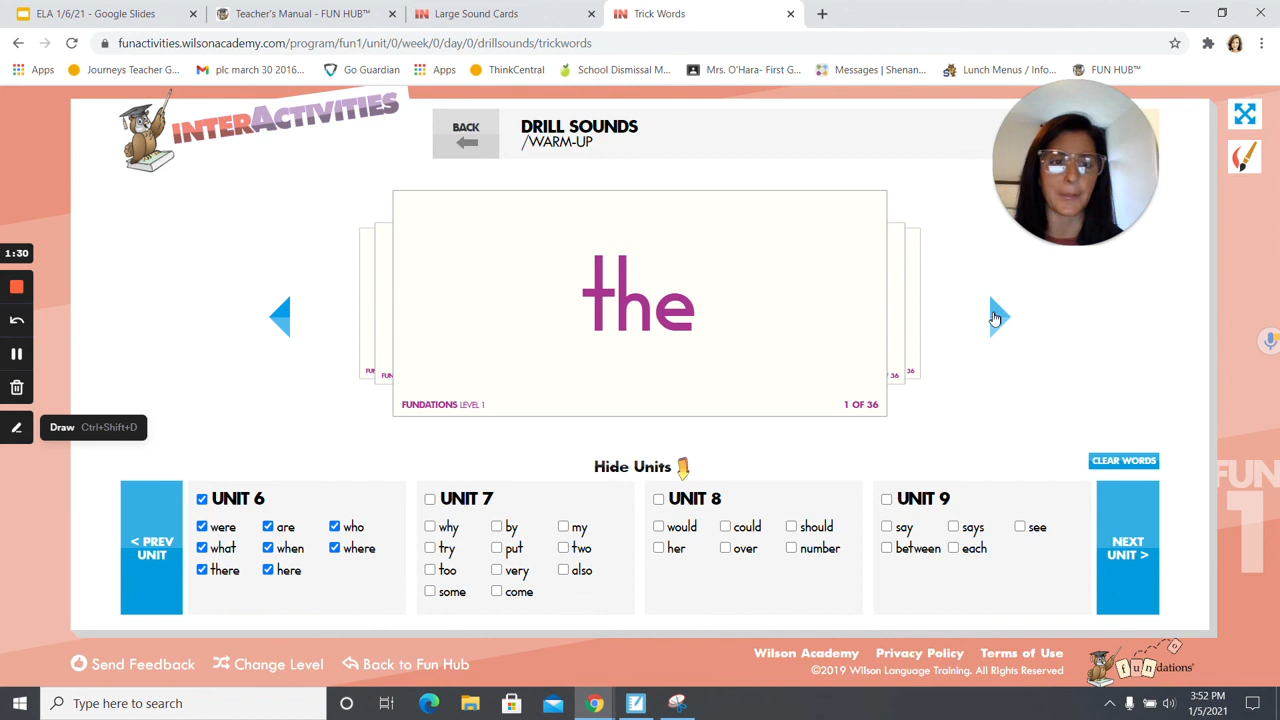 ELA 1/6/21 - Google Slides
Teacher's Manual - FUN HUB™
Large Sound Cards
Trick Words
funactivities.wilsonacademy.com/program/fun1/unit/0/week/0/day/0/drillsounds/trickwords
Apps
Journeys Teacher G...
plc march 30 2016...
Go Guardian
Apps
ThinkCentral
School Dismissal M...
Mrs. O'Hara- First G...
Messages | Shenan...
Lunch Menus / Info...
FUN HUB™
INTERACTIVITIES
BACK
DRILL SOUNDS
/WARM-UP
1:30
the
FUN
FUN
36
36
FUNDATIONS LEVEL 1
1 OF 36
Draw Ctrl+Shift+D
Hide Units
CLEAR WORDS
< PREV
UNIT
UNIT 6
were are who
what when where
there here
UNIT 7
why by my
try put two
too very also
some come
UNIT 8
would could should
her over number
UNIT 9
say says see
between each
NEXT
UNIT >
FUN
1
Send Feedback
Change Level
Back to Fun Hub
Wilson Academy Privacy Policy Terms of Use
©2019 Wilson Language Training. All Rights Reserved
fundations
Type here to search
3:52 PM
1/5/2021